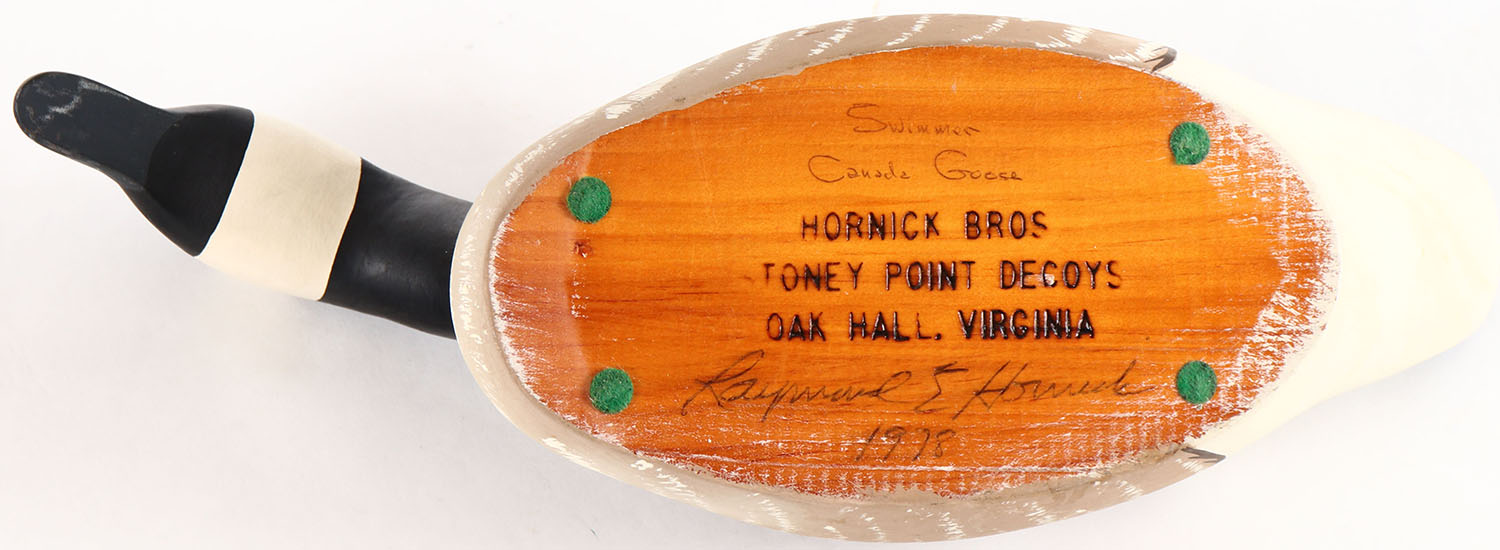 Swimmer
Canada Goose
HORNICK BROS
TONEY POINT DECOYS
OAK HALL, VIRGINIA
Raymond E Hornick
1978